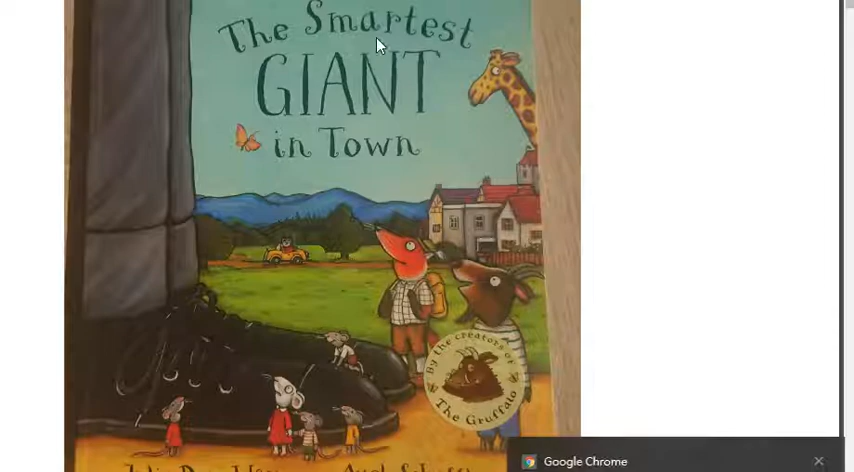 The Smartest
GIANT
in Town
By the creators of
The Gruffalo
Google Chrome